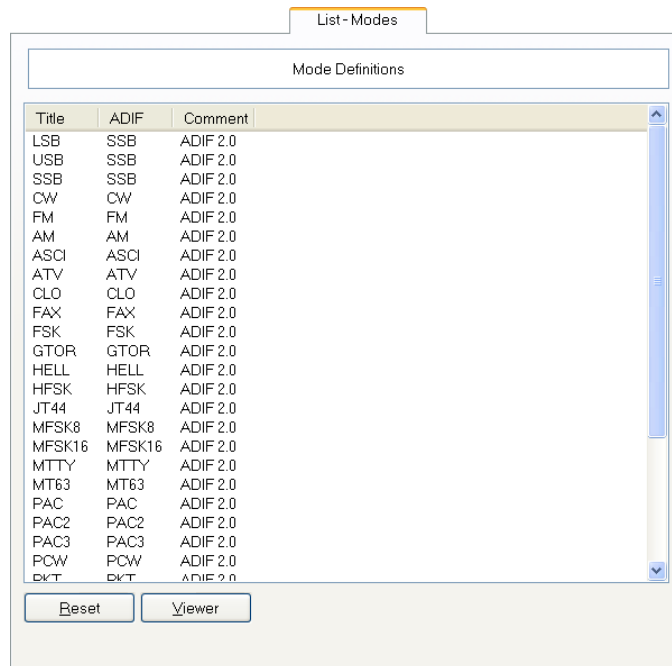 List-Modes
Mode Definitions
Title ADIF Comment
LSB SSB ADIF 2.0
USB SSB ADIF 2.0
SSB SSB ADIF 2.0
CW CW ADIF 2.0
FM FM ADIF 2.0
AM AM ADIF 2.0
ASCI ASCI ADIF 2.0
ATV ATV ADIF 2.0
CLO CLO ADIF 2.0
FAX FAX ADIF 2.0
FSK FSK ADIF 2.0
GTOR GTOR ADIF 2.0
HELL HELL ADIF 2.0
HFSK HFSK ADIF 2.0
JT44 JT44 ADIF 2.0
MFSK8 MFSK8 ADIF 2.0
MFSK16 MFSK16 ADIF 2.0
MTTY MTTY ADIF 2.0
MT63 MT63 ADIF 2.0
PAC PAC ADIF 2.0
PAC2 PAC2 ADIF 2.0
PAC3 PAC3 ADIF 2.0
PCW PCW ADIF 2.0
PKT PKT ADIF 2.0
Reset Viewer